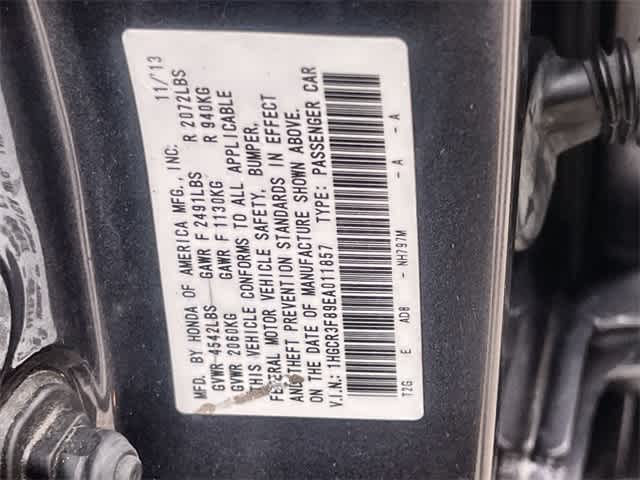 MFD. BY HONDA OF AMERICA MFG., INC. 11/'13
GVWR 4542LBS GAWR F 2491LBS R 2072LBS
GVWR 2060KG GAWR F 1130KG R 940KG
THIS VEHICLE CONFORMS TO ALL APPLICABLE
FEDERAL MOTOR VEHICLE SAFETY, BUMPER,
AND THEFT PREVENTION STANDARDS IN EFFECT
ON THE DATE OF MANUFACTURE SHOWN ABOVE.
V.I.N.: 1HGCR3F89EA011857 TYPE: PASSENGER CAR
T2G E AD8 - NH797M - A - A